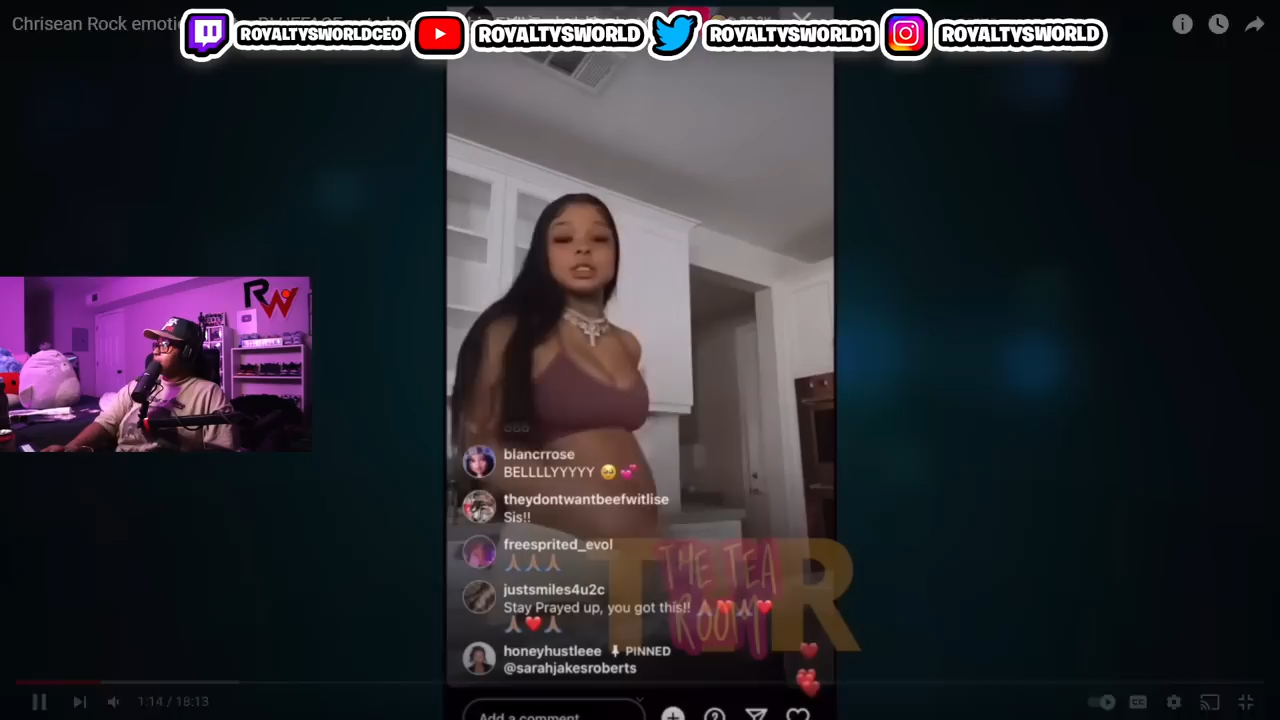 Chrisean Rock emotio
ROYALTYSWORLDCEO
ROYALTYSWORLD
ROYALTYSWORLD1
ROYALTYSWORLD
RW
blancrrose
BELLLLYYYYY 🥹💕
theydontwantbeefwitlise
Sis!!
freesprited_evol
🙏🏽🙏🏽🙏🏽
justsmiles4u2c
Stay Prayed up, you got this!! 🙏🏽❤️🙏🏽❤️
🙏🏽❤️🙏🏽
honeyhustleee PINNED
@sarahjakesroberts
T R
THE TEA
ROOM
Add a comment
1:14 / 18:13